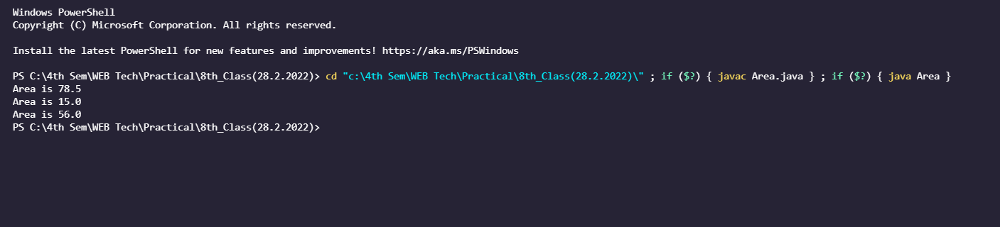 Windows PowerShell
Copyright (C) Microsoft Corporation. All rights reserved.
Install the latest PowerShell for new features and improvements! https://aka.ms/PSWindows
PS C:\4th Sem\WEB Tech\Practical\8th_Class(28.2.2022)> cd "c:\4th Sem\WEB Tech\Practical\8th_Class(28.2.2022)\" ; if ($?) { javac Area.java } ; if ($?) { java Area }
Area is 78.5
Area is 15.0
Area is 56.0
PS C:\4th Sem\WEB Tech\Practical\8th_Class(28.2.2022)>